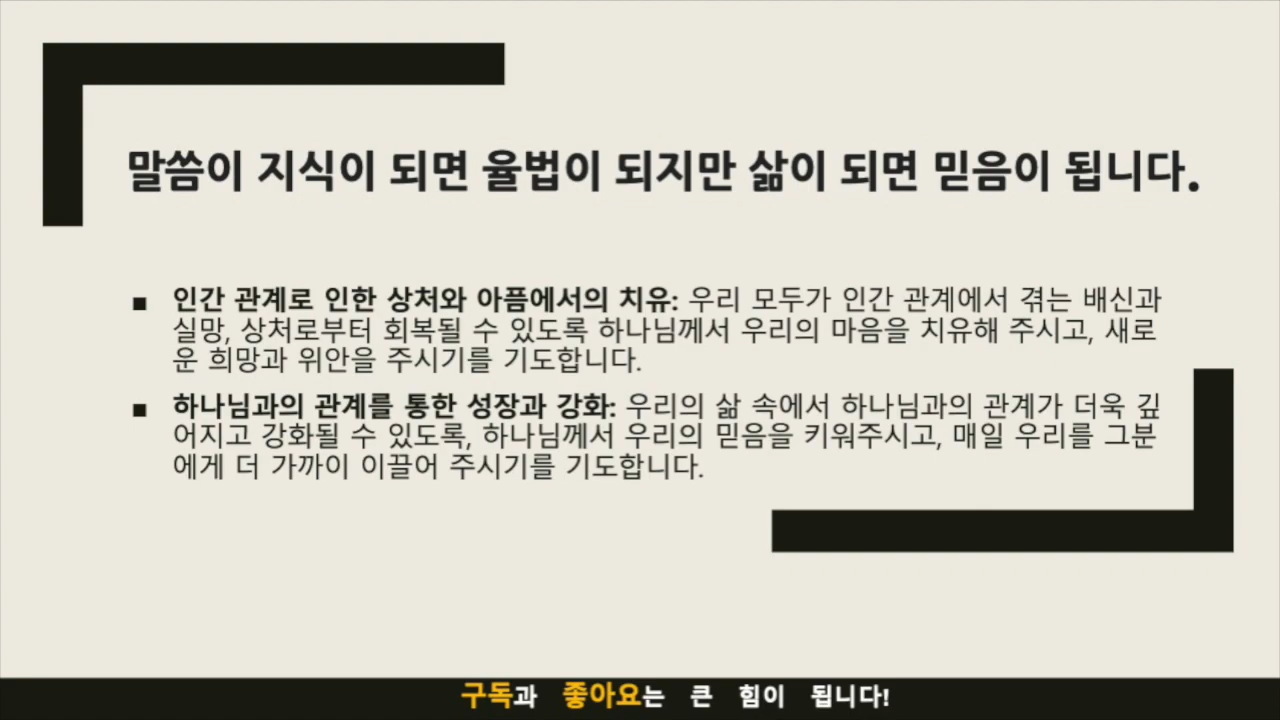 말씀이 지식이 되면 율법이 되지만 삶이 되면 믿음이 됩니다.
■ 인간 관계로 인한 상처와 아픔에서의 치유: 우리 모두가 인간 관계에서 겪는 배신과
실망, 상처로부터 회복될 수 있도록 하나님께서 우리의 마음을 치유해 주시고, 새로
운 희망과 위안을 주시기를 기도합니다.
■ 하나님과의 관계를 통한 성장과 강화: 우리의 삶 속에서 하나님과의 관계가 더욱 깊
어지고 강화될 수 있도록, 하나님께서 우리의 믿음을 키워주시고, 매일 우리를 그분
에게 더 가까이 이끌어 주시기를 기도합니다.
구독과 좋아요는 큰 힘이 됩니다!